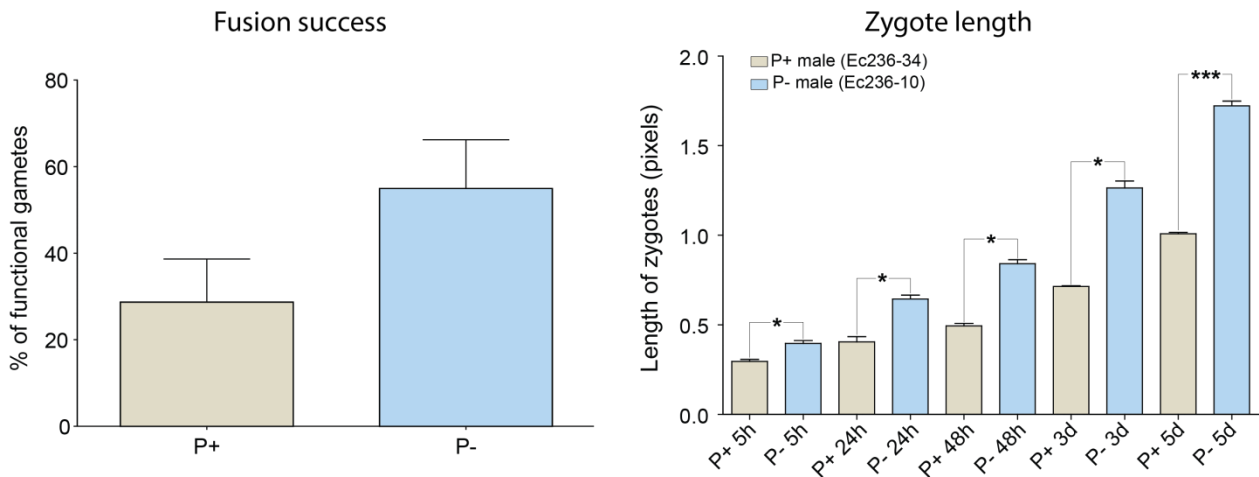 Fusion success
% of functional gametes
80
60
40
20
0
P+
P-
Zygote length
Length of zygotes (pixels)
P+ male (Ec236-34)
P- male (Ec236-10)
2.0
1.5
1.0
0.5
0.0
*
*
*
*
***
P+ 5h
P- 5h
P+ 24h
P- 24h
P+ 48h
P- 48h
P+ 3d
P- 3d
P+ 5d
P- 5d